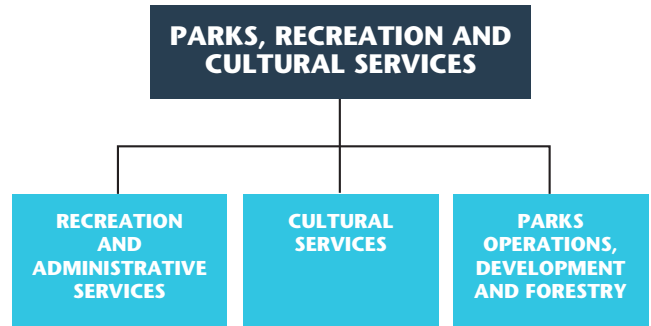 PARKS, RECREATION AND
CULTURAL SERVICES
RECREATION
AND
ADMINISTRATIVE
SERVICES
CULTURAL
SERVICES
PARKS
OPERATIONS,
DEVELOPMENT
AND FORESTRY